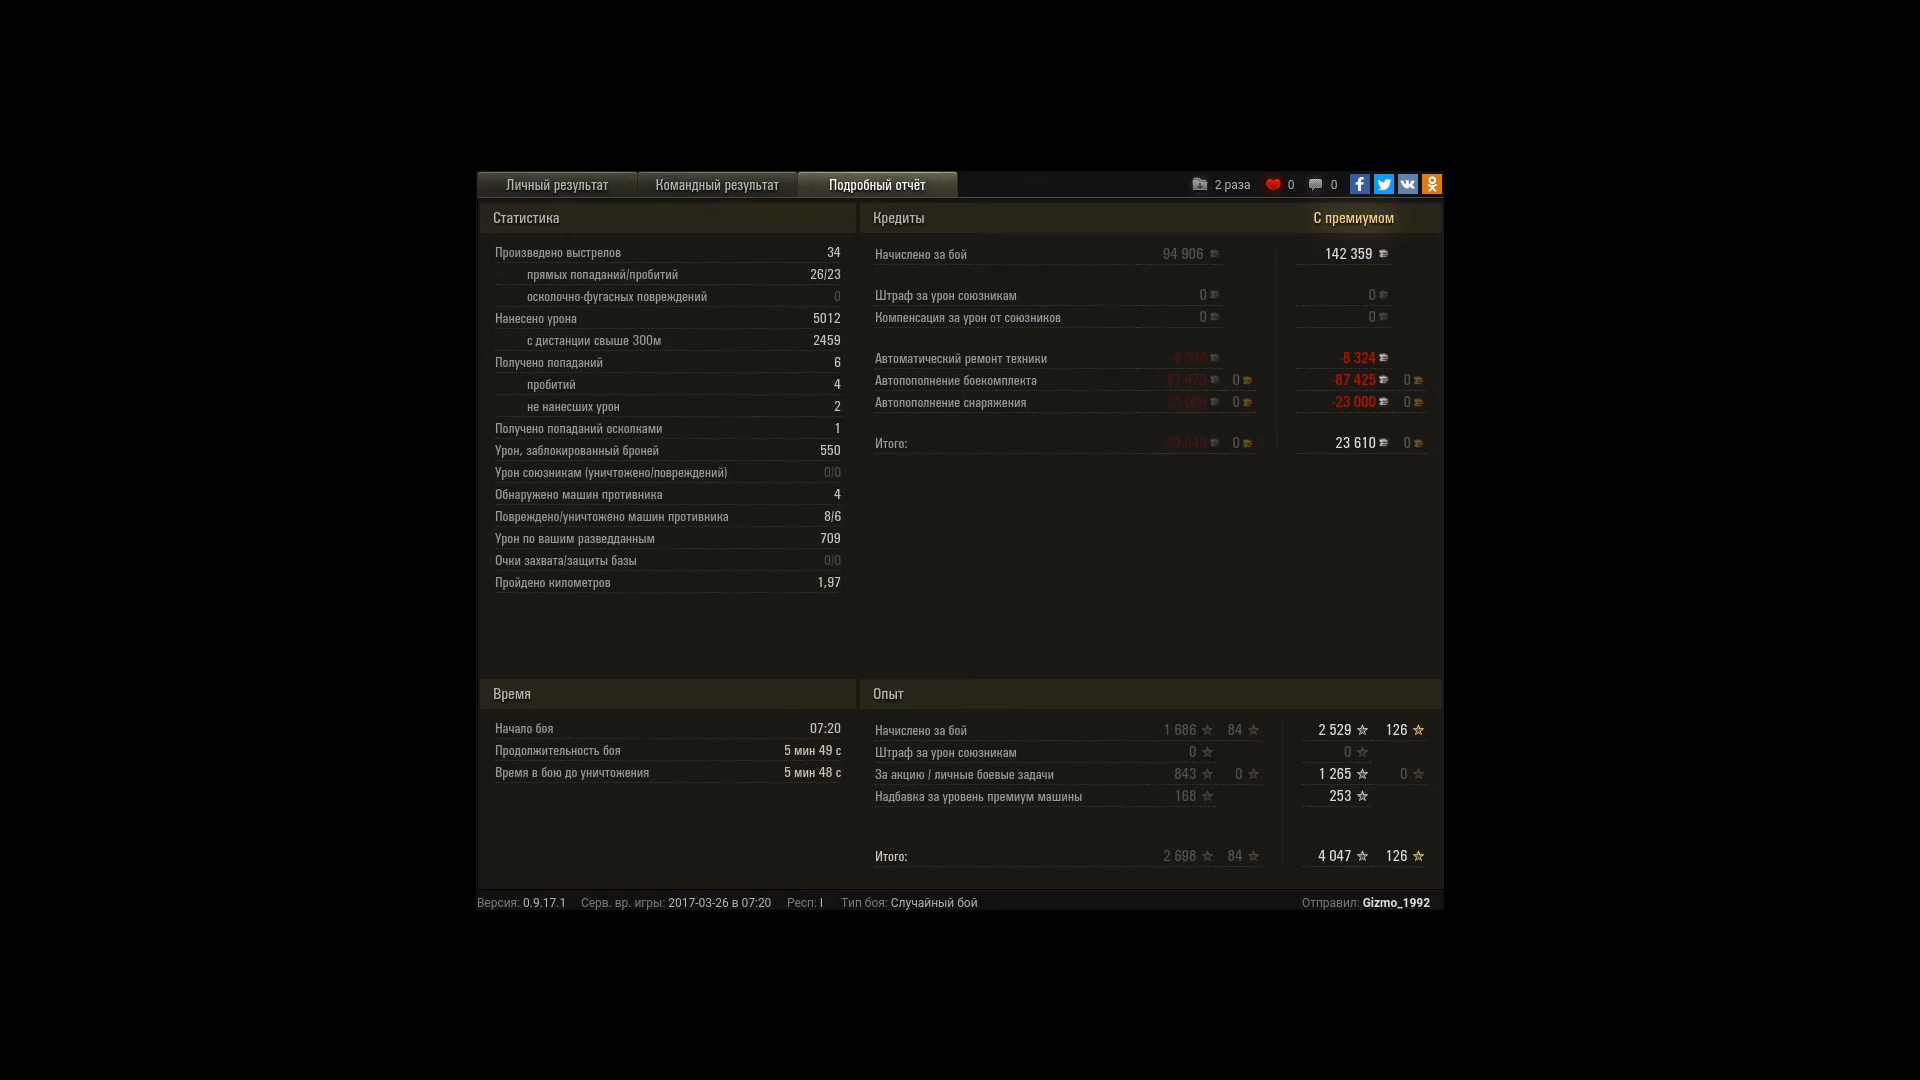 Личный результат Командный результат Подробный отчёт 2 раза 0 0
Статистика
Произведено выстрелов 34
прямых попаданий/пробитий 26/23
осколочно-фугасных повреждений 0
Нанесено урона 5012
с дистанции свыше 300м 2459
Получено попаданий 6
пробитий 4
не нанесших урон 2
Получено попаданий осколками 1
Урон, заблокированный броней 550
Урон союзникам (уничтожено/повреждений) 0/0
Обнаружено машин противника 4
Повреждено/уничтожено машин противника 8/6
Урон по вашим разведданным 709
Очки захвата/защиты базы 0/0
Пройдено километров 1,97
Кредиты С премиумом
Начислено за бой 94 906 142 359
Штраф за урон союзникам 0 0
Компенсация за урон от союзников 0 0
Автоматический ремонт техники -8 324 -8 324
Автопополнение боекомплекта -87 425 0 -87 425 0
Автопополнение снаряжения -23 000 0 -23 000 0
Итого: 0 23 610 0
Время
Начало боя 07:20
Продолжительность боя 5 мин 49 с
Время в бою до уничтожения 5 мин 48 с
Опыт
Начислено за бой 1 686 84 2 529 126
Штраф за урон союзникам 0 0
За акцию / личные боевые задачи 843 0 1 265 0
Надбавка за уровень премиум машины 168 253
Итого: 2 698 84 4 047 126
Версия: 0.9.17.1 Серв. вр. игры: 2017-03-26 в 07:20 Респ: I Тип боя: Случайный бой Отправил: Gizmo_1992